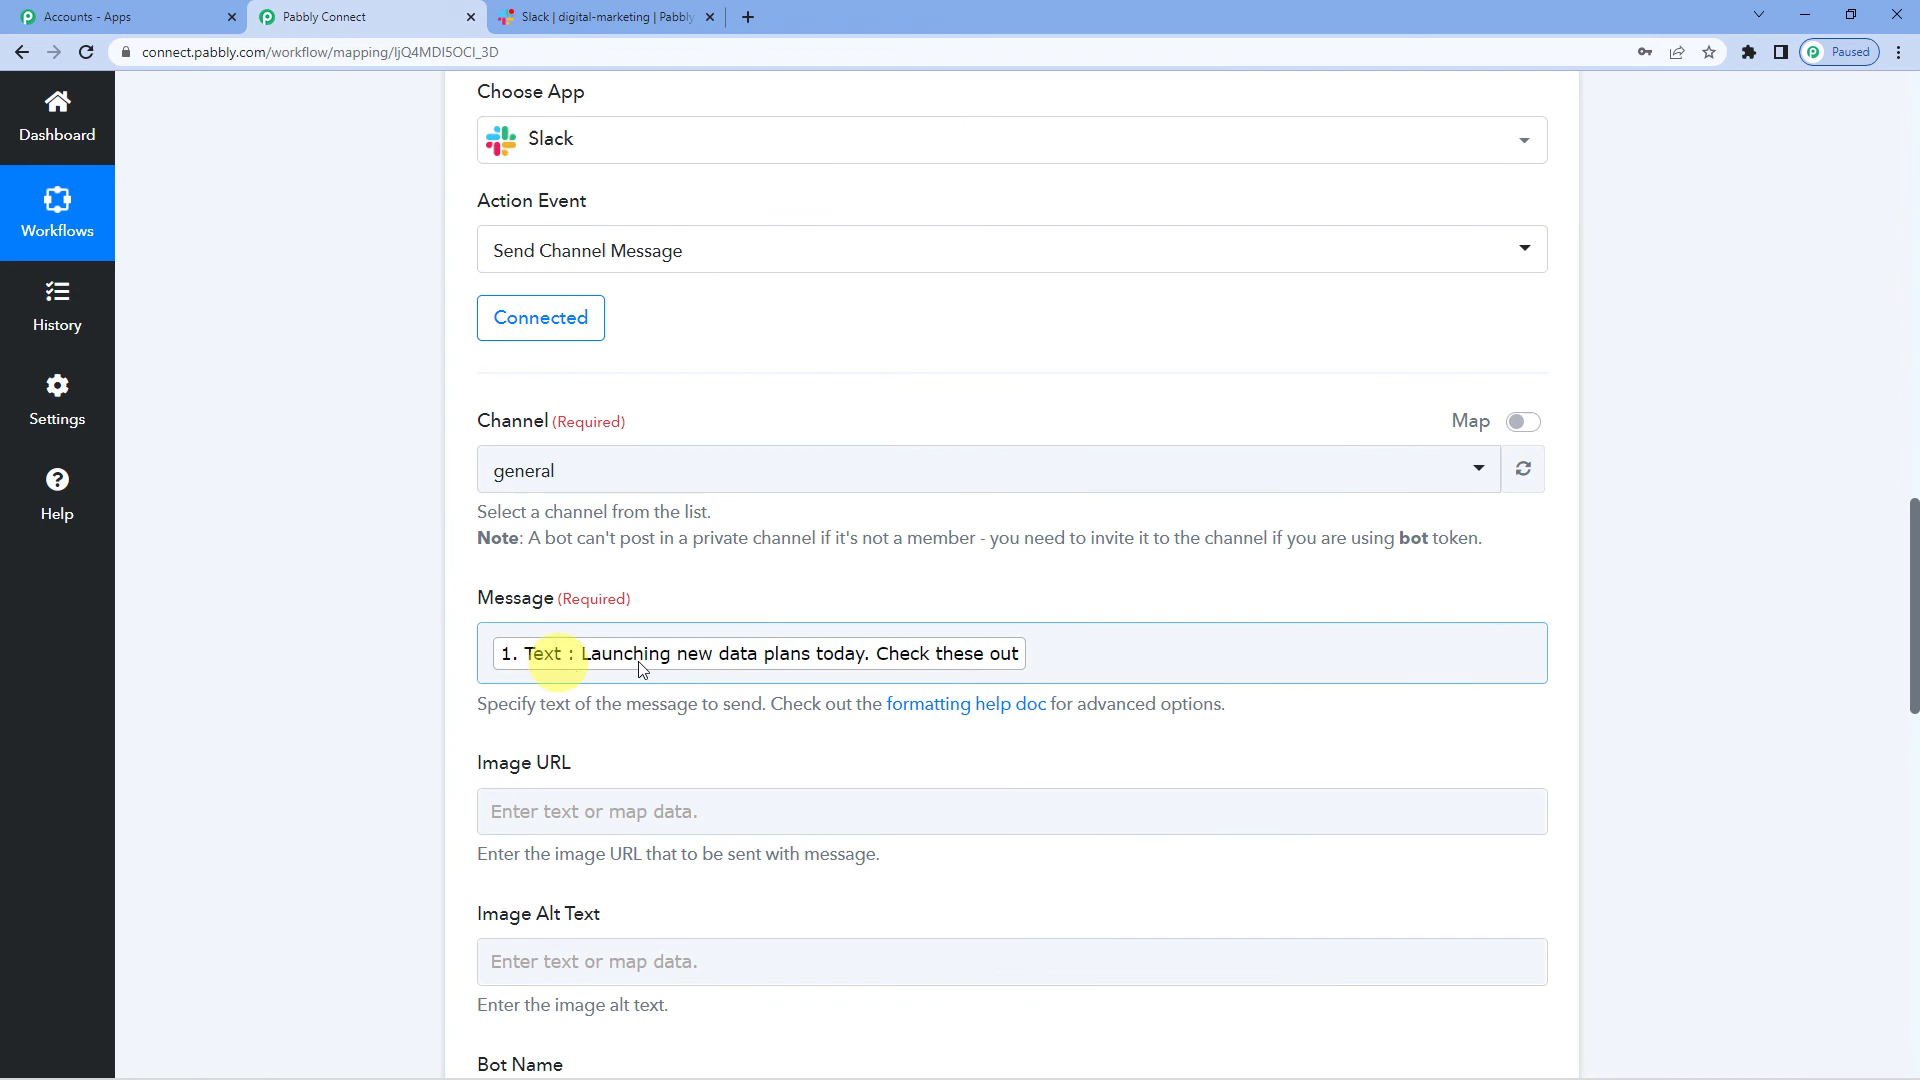 Accounts - Apps
Pabbly Connect
Slack | digital-marketing | Pabbly
connect.pabbly.com/workflow/mapping/IjQ4MDI5OCI_3D
Paused
Dashboard
Workflows
History
Settings
Help
Choose App
Slack
Action Event
Send Channel Message
Connected
Channel (Required)
Map
general
Select a channel from the list.
Note: A bot can't post in a private channel if it's not a member - you need to invite it to the channel if you are using bot token.
Message (Required)
1. Text : Launching new data plans today. Check these out
Specify text of the message to send. Check out the formatting help doc for advanced options.
Image URL
Enter text or map data.
Enter the image URL that to be sent with message.
Image Alt Text
Enter text or map data.
Enter the image alt text.
Bot Name